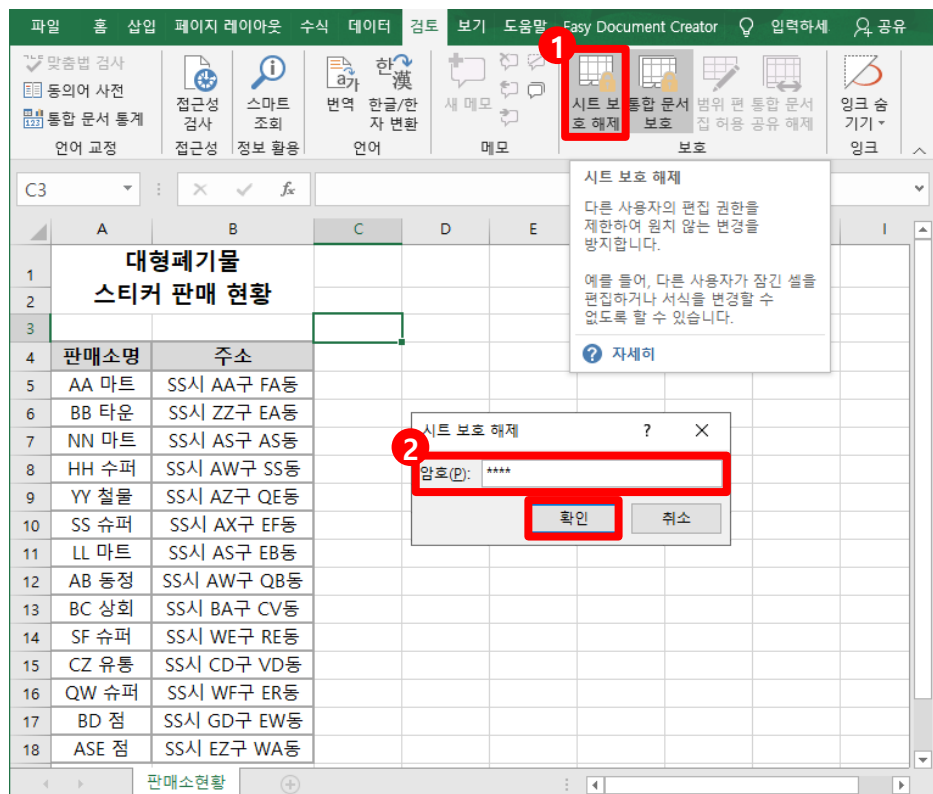 파일 홈 삽입 페이지 레이아웃 수식 데이터 검토 보기 도움말 Easy Document Creator 입력하세 공유
1
맞춤법 검사
동의어 사전
통합 문서 통계
언어 교정
접근성
검사
접근성
스마트
조회
정보 활용
번역
한글/한
자 변환
언어
새 메모
메모
시트 보
호 해제
통합 문서
보호
범위 편
집 허용
통합 문서
공유 해제
보호
잉크 숨
기기
잉크
C3
fx
시트 보호 해제
다른 사용자의 편집 권한을
제한하여 원치 않는 변경을
방지합니다.
예를 들어, 다른 사용자가 잠긴 셀을
편집하거나 서식을 변경할 수
없도록 할 수 있습니다.
자세히
A B C D E I
1 대형폐기물
2 스티커 판매 현황
3
4 판매소명 주소
5 AA 마트 SS시 AA구 FA동
6 BB 타운 SS시 ZZ구 EA동
7 NN 마트 SS시 AS구 AS동
8 HH 수퍼 SS시 AW구 SS동
9 YY 철물 SS시 AZ구 QE동
10 SS 슈퍼 SS시 AX구 EF동
11 LL 마트 SS시 AS구 EB동
12 AB 동정 SS시 AW구 QB동
13 BC 상회 SS시 BA구 CV동
14 SF 슈퍼 SS시 WE구 RE동
15 CZ 유통 SS시 CD구 VD동
16 QW 슈퍼 SS시 WF구 ER동
17 BD 점 SS시 GD구 EW동
18 ASE 점 SS시 EZ구 WA동
시트 보호 해제 ?
2
암호(P): ****
확인 취소
판매소현황